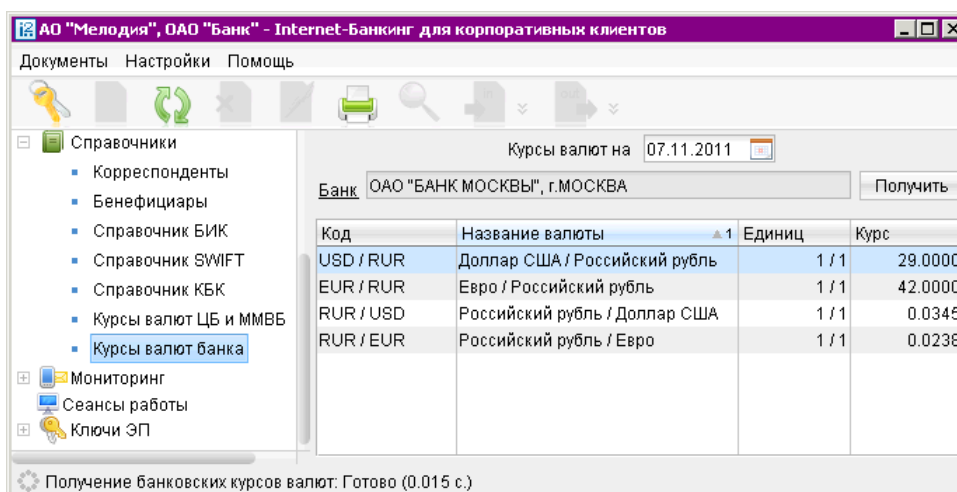 АО "Мелодия", ОАО "Банк" - Internet-Банкинг для корпоративных клиентов
Документы Настройки Помощь
in out
Справочники
Корреспонденты
Бенефициары
Справочник БИК
Справочник SWIFT
Справочник КБК
Курсы валют ЦБ и ММВБ
Курсы валют банка
Мониторинг
Сеансы работы
Ключи ЭП
Курсы валют на 07.11.2011
Банк ОАО "БАНК МОСКВЫ", г.МОСКВА Получить
Код Название валюты 1 Единиц Курс
USD / RUR Доллар США / Российский рубль 1 / 1 29.0000
EUR / RUR Евро / Российский рубль 1 / 1 42.0000
RUR / USD Российский рубль / Доллар США 1 / 1 0.0345
RUR / EUR Российский рубль / Евро 1 / 1 0.0238
Получение банковских курсов валют: Готово (0.015 с.)